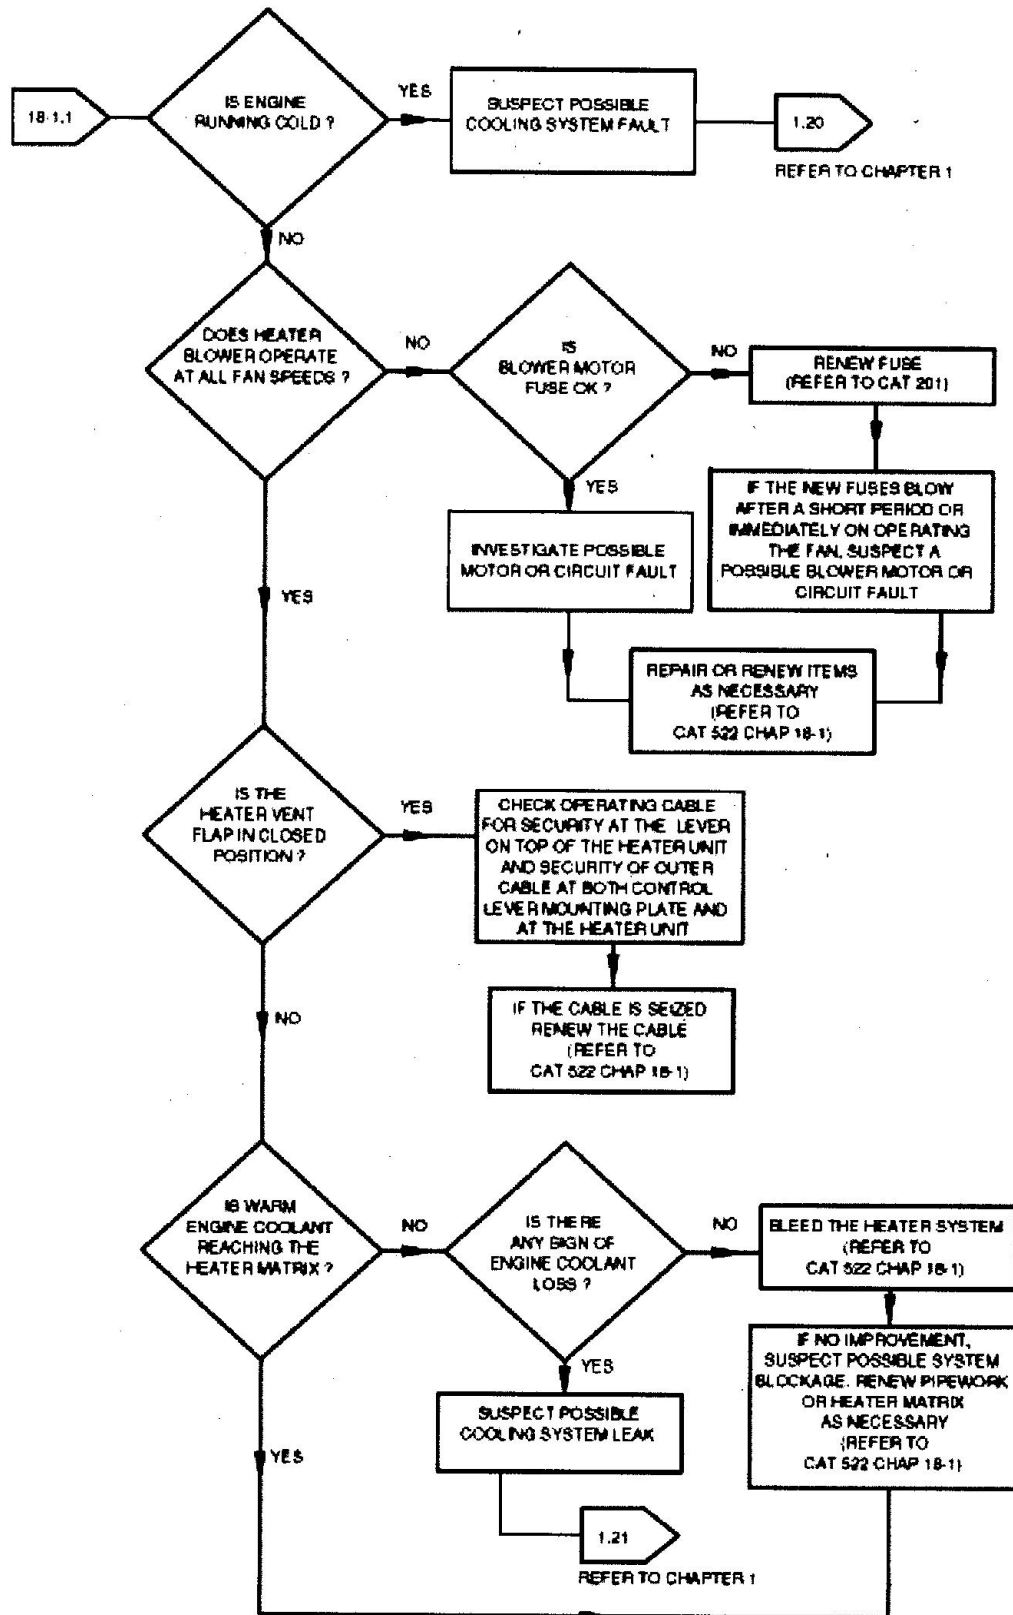 18-1.1
IS ENGINE
RUNNING COLD ?
YES
SUSPECT POSSIBLE
COOLING SYSTEM FAULT
1.20
REFER TO CHAPTER 1
NO
DOES HEATER
BLOWER OPERATE
AT ALL FAN SPEEDS ?
NO
IS
BLOWER MOTOR
FUSE OK ?
NO
RENEW FUSE
(REFER TO CAT 201)
YES
IF THE NEW FUSES BLOW
AFTER A SHORT PERIOD OR
IMMEDIATELY ON OPERATING
THE FAN, SUSPECT A
POSSIBLE BLOWER MOTOR OR
CIRCUIT FAULT
INVESTIGATE POSSIBLE
MOTOR OR CIRCUIT FAULT
YES
REPAIR OR RENEW ITEMS
AS NECESSARY
(REFER TO
CAT 522 CHAP 18-1)
IS THE
HEATER VENT
FLAP IN CLOSED
POSITION ?
YES
CHECK OPERATING CABLE
FOR SECURITY AT THE LEVER
ON TOP OF THE HEATER UNIT
AND SECURITY OF OUTER
CABLE AT BOTH CONTROL
LEVER MOUNTING PLATE AND
AT THE HEATER UNIT
NO
IF THE CABLE IS SEIZED
RENEW THE CABLE
(REFER TO
CAT 522 CHAP 18-1)
IS WARM
ENGINE COOLANT
REACHING THE
HEATER MATRIX ?
NO
IS THERE
ANY SIGN OF
ENGINE COOLANT
LOSS ?
NO
BLEED THE HEATER SYSTEM
(REFER TO
CAT 522 CHAP 18-1)
YES
IF NO IMPROVEMENT,
SUSPECT POSSIBLE SYSTEM
BLOCKAGE. RENEW PIPEWORK
OR HEATER MATRIX
AS NECESSARY
(REFER TO
CAT 522 CHAP 18-1)
SUSPECT POSSIBLE
COOLING SYSTEM LEAK
YES
1.21
REFER TO CHAPTER 1